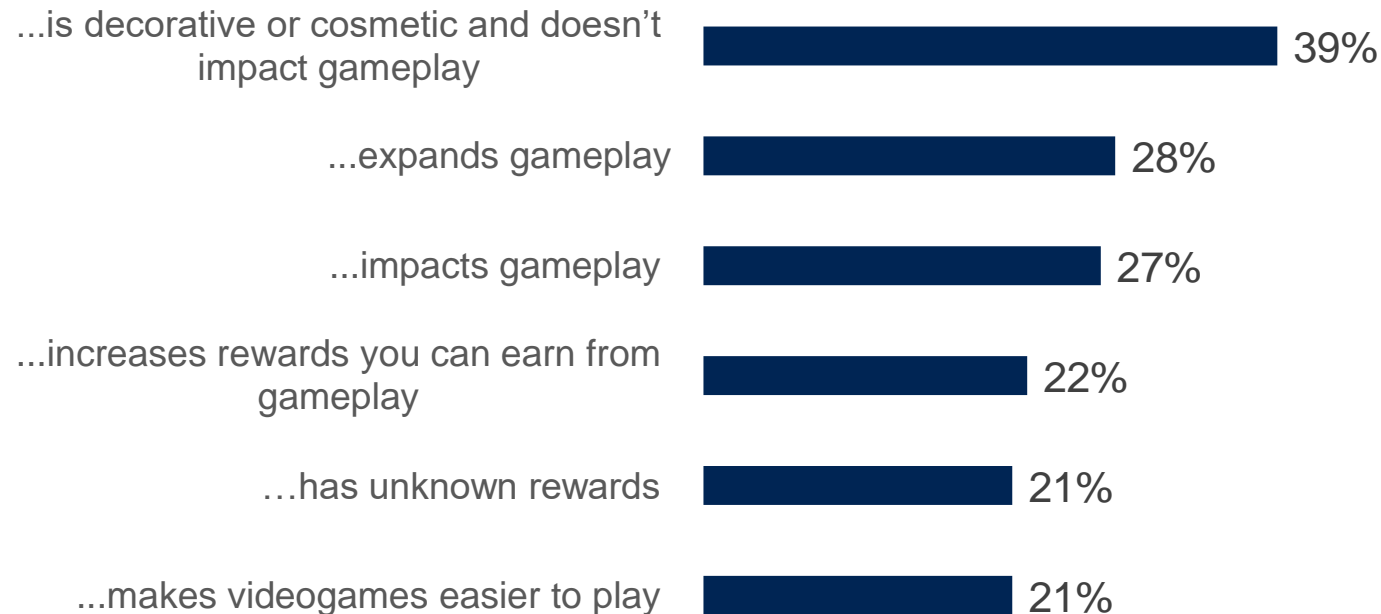 ...is decorative or cosmetic and doesn’t
impact gameplay
39%
...expands gameplay
28%
...impacts gameplay
27%
...increases rewards you can earn from
gameplay
22%
…has unknown rewards
21%
...makes videogames easier to play
21%